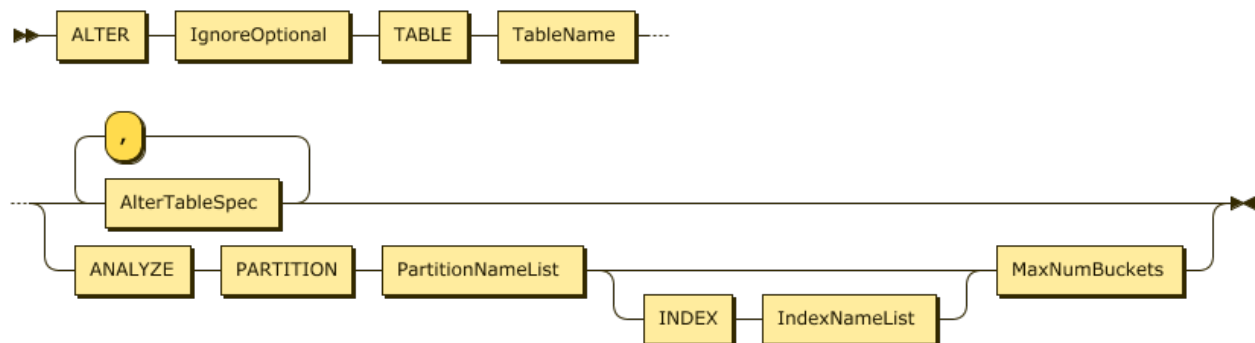 ALTER IgnoreOptional TABLE TableName
,
AlterTableSpec
ANALYZE PARTITION PartitionNameList MaxNumBuckets
INDEX IndexNameList